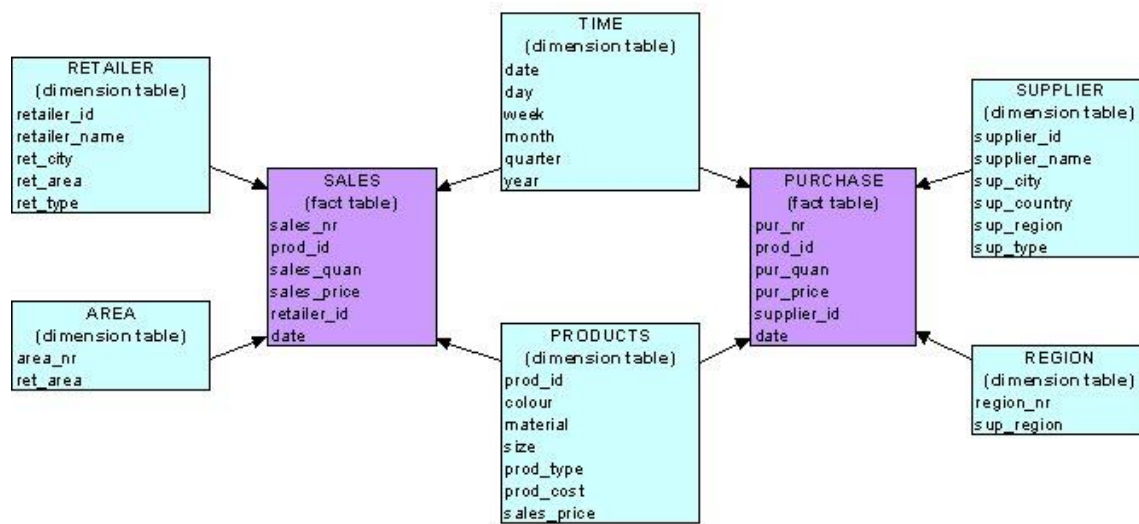 TIME
(dimension table)
date
day
week
month
quarter
year
RETAILER
(dimension table)
retailer_id
retailer_name
ret_city
ret_area
ret_type
SUPPLIER
(dimension table)
supplier_id
supplier_name
sup_city
sup_country
sup_region
sup_type
SALES
(fact table)
sales_nr
prod_id
sales_quan
sales_price
retailer_id
date
PURCHASE
(fact table)
pur_nr
prod_id
pur_quan
pur_price
supplier_id
date
AREA
(dimension table)
area_nr
ret_area
PRODUCTS
(dimension table)
prod_id
colour
material
size
prod_type
prod_cost
sales_price
REGION
(dimension table)
region_nr
sup_region